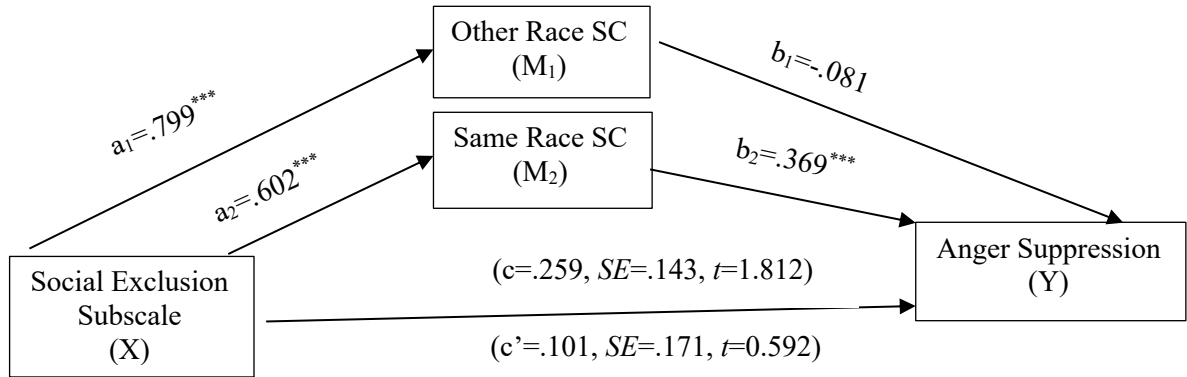 Other Race SC
(M₁)
b₁=-.081
a₁=.799***
Same Race SC
(M₂)
b₂=.369***
a₂=.602***
Social Exclusion
Subscale
(X)
(c=.259, SE=.143, t=1.812)
(c’=.101, SE=.171, t=0.592)
Anger Suppression
(Y)